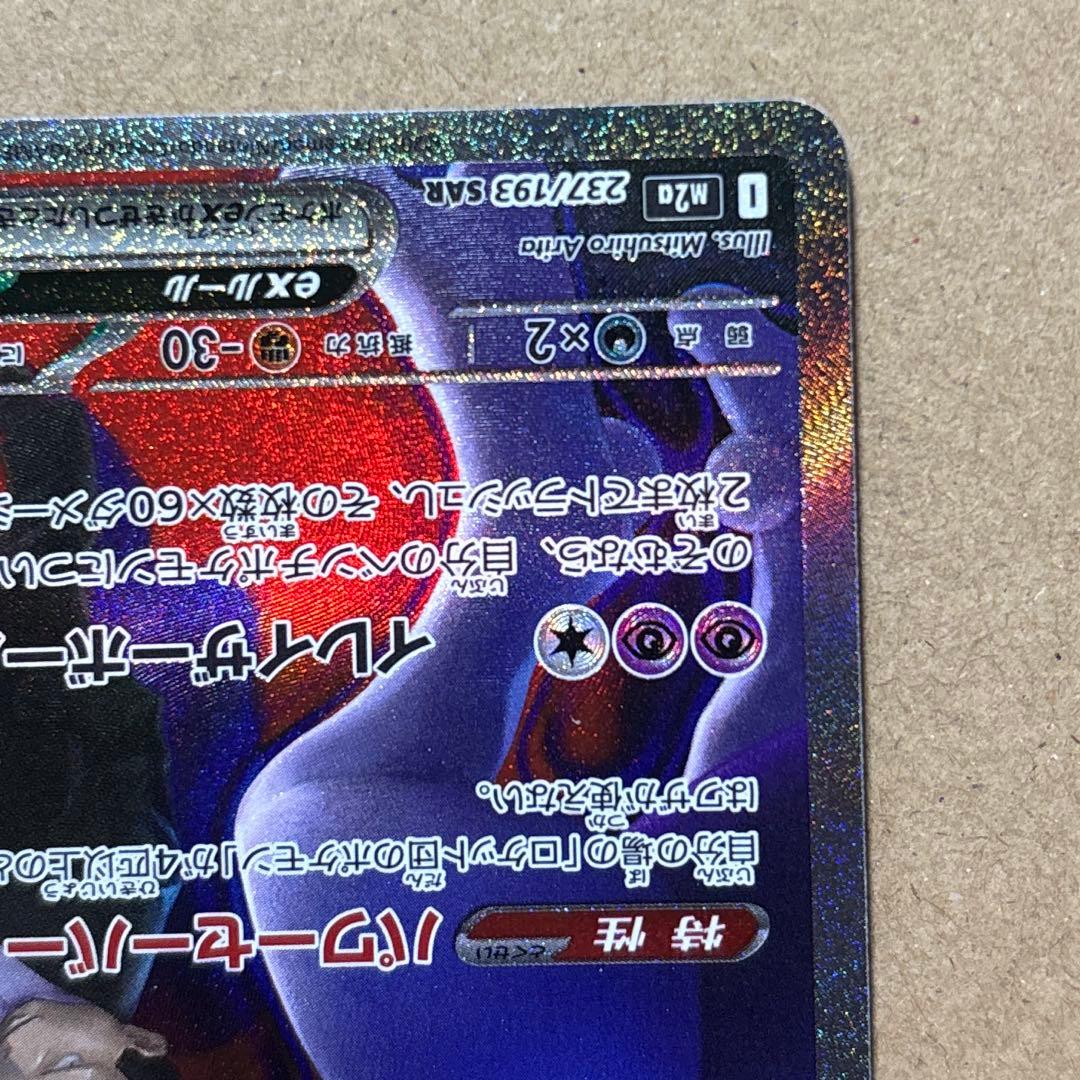 特性 とくせい パワーセーバー
自分の場の「ロケット団のポケモン」が4匹以上の
はワザが使えない。
イレイザーボー
のぞむなら、自分のベンチポケモンについ
2枚までトラッシュし、その枚数×60ダメー
弱点 ×2 抵抗力 -30 に
Illus. Mitsuhiro Arita exルール
I M2a 237/193 SAR ポケモンexがきぜつしたとき